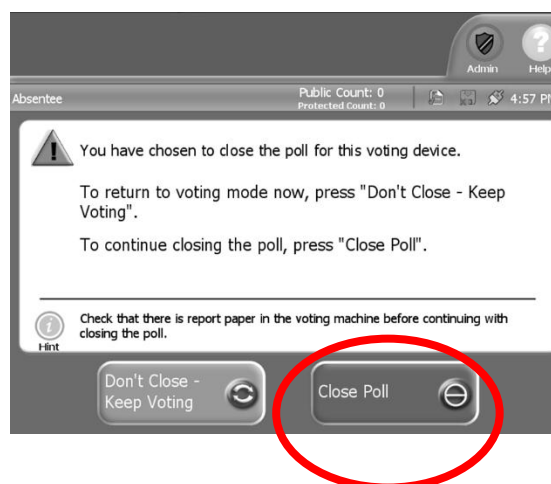 Admin Help
Absentee Public Count: 0 4:57 PM
Protected Count: 0
You have chosen to close the poll for this voting device.
To return to voting mode now, press "Don't Close - Keep
Voting".
To continue closing the poll, press "Close Poll".
Check that there is report paper in the voting machine before continuing with
closing the poll.
Hint
Don't Close -
Keep Voting
Close Poll